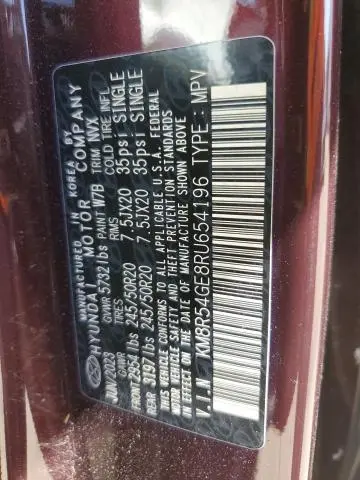 MANUFACTURED IN KOREA BY
HYUNDAI MOTOR COMPANY
JUN/2023 GVWR 5732 lbs PAINT W7B TRIM NVX
GAWR TIRES RIMS COLD TIRE INFL
FRONT 2954 lbs 245/50R20 7.5JX20 35psi SINGLE
REAR 3197 lbs 245/50R20 7.5JX20 35psi SINGLE
THIS VEHICLE CONFORMS TO ALL APPLICABLE U.S.A. FEDERAL
MOTOR VEHICLE SAFETY, BUMPER, AND THEFT-PREVENTION STANDARDS
IN EFFECT ON THE DATE OF MANUFACTURE SHOWN ABOVE
V.I.N : KM8R54GE8RU654196 TYPE : MPV